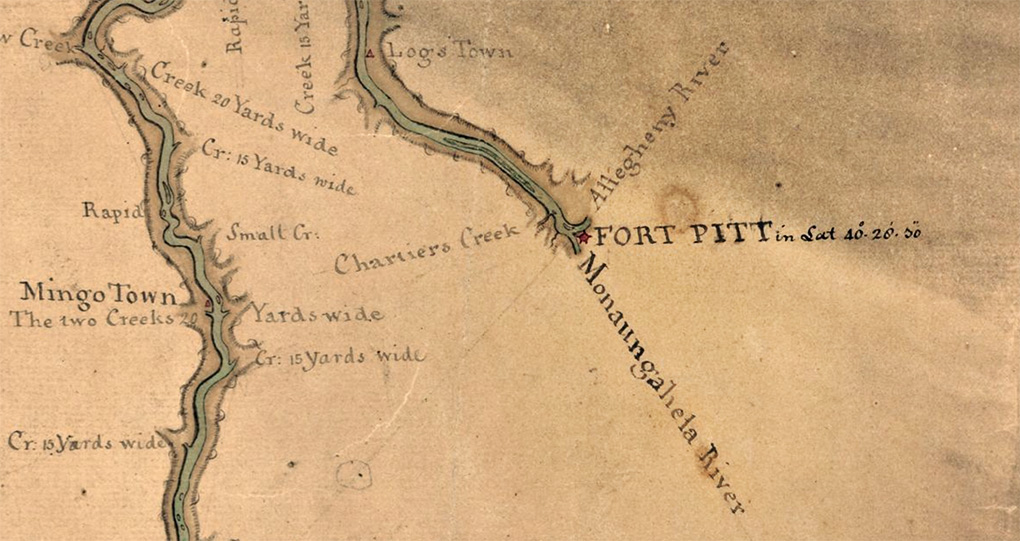 Rapid
Creek 15 Yar
w Creek
Logs Town
Creek 20 Yards wide
Allegheny River
Cr: 15 Yards wide
Rapid
Small Cr:
Chartiers Creek
FORT PITT in Lat 40·26·50
Mingo Town
The two Creeks 20 Yards wide
Monaungahela River
Cr: 15 Yards wide
Cr: 15 Yards wide